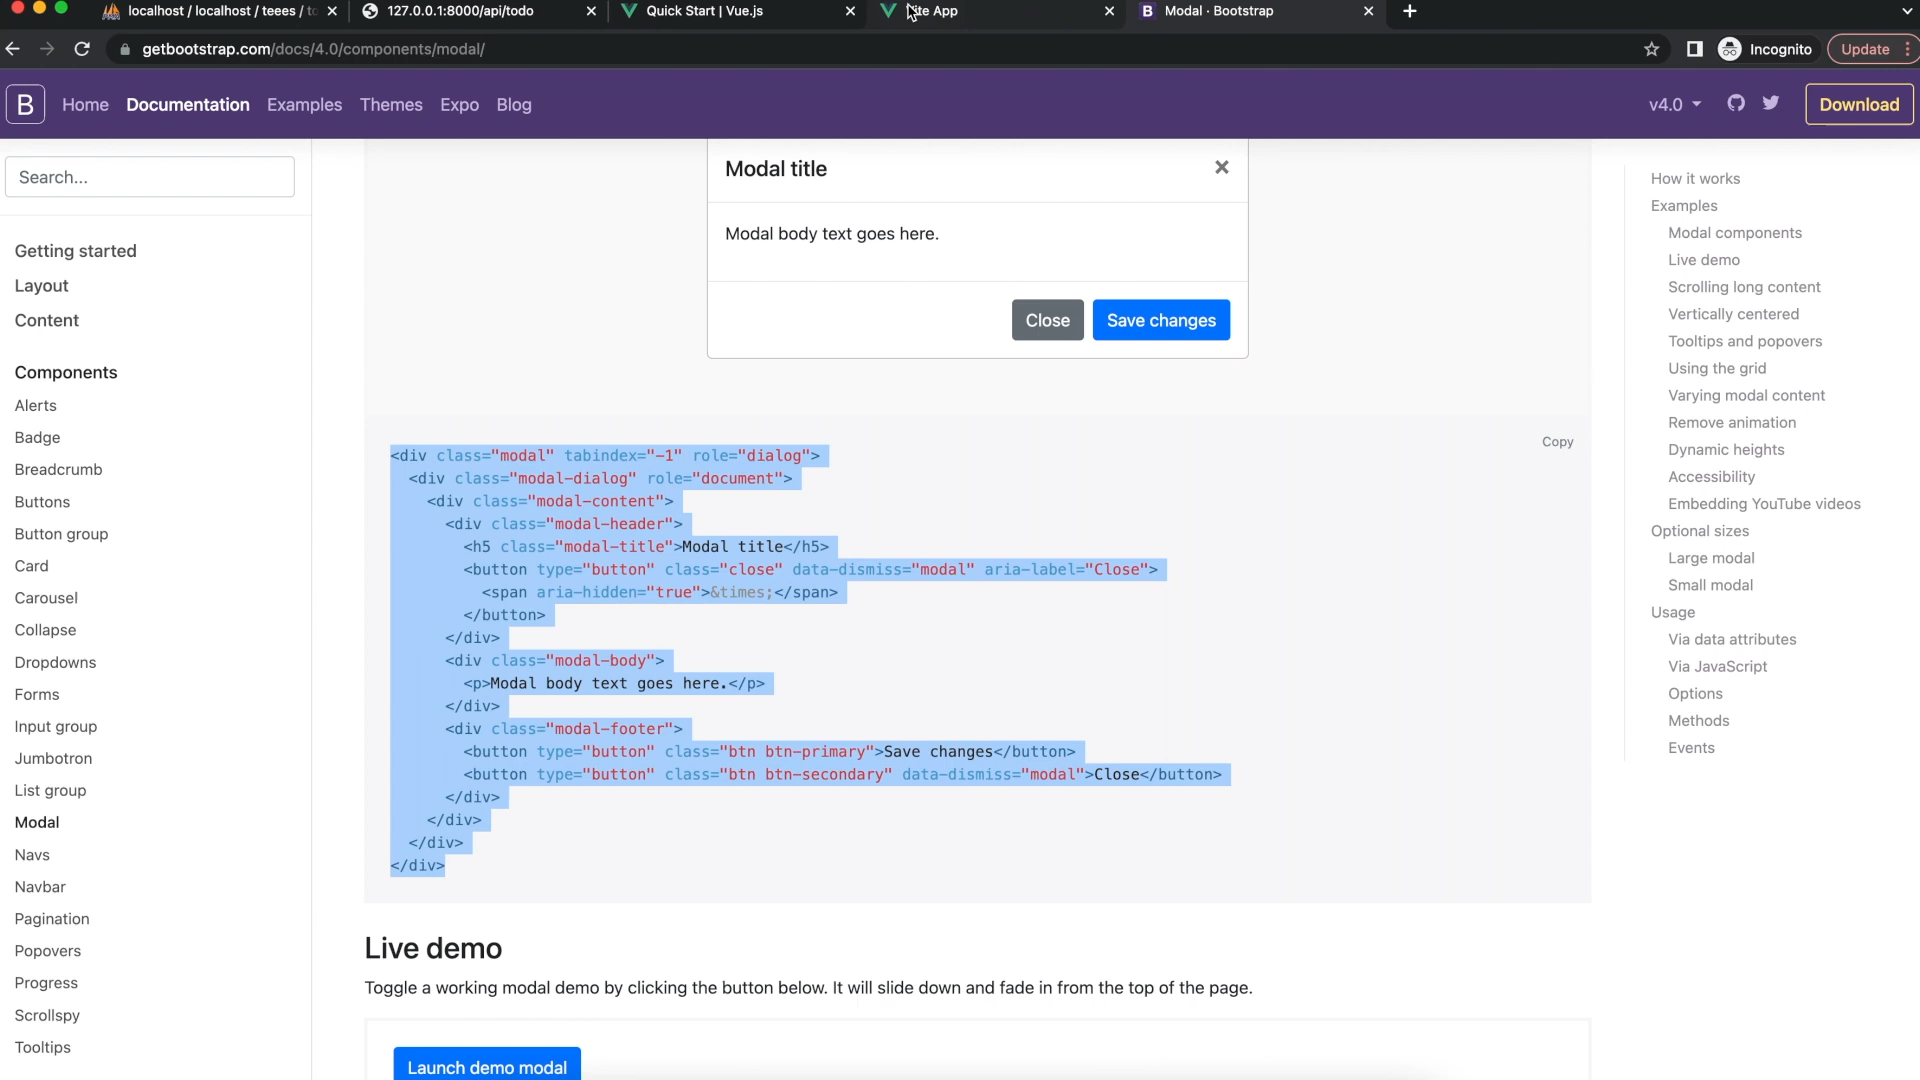 localhost / localhost / teees / to
127.0.0.1:8000/api/todo
Quick Start | Vue.js
App
Modal · Bootstrap
getbootstrap.com/docs/4.0/components/modal/
Incognito
Update
B
Home
Documentation
Examples
Themes
Expo
Blog
v4.0
Download
Search...
Getting started
Layout
Content
Components
Alerts
Badge
Breadcrumb
Buttons
Button group
Card
Carousel
Collapse
Dropdowns
Forms
Input group
Jumbotron
List group
Modal
Navs
Navbar
Pagination
Popovers
Progress
Scrollspy
Tooltips
Modal title
×
Modal body text goes here.
Close
Save changes
Copy
<div class="modal" tabindex="-1" role="dialog">
<div class="modal-dialog" role="document">
<div class="modal-content">
<div class="modal-header">
<h5 class="modal-title">Modal title</h5>
<button type="button" class="close" data-dismiss="modal" aria-label="Close">
<span aria-hidden="true">&times;</span>
</button>
</div>
<div class="modal-body">
<p>Modal body text goes here.</p>
</div>
<div class="modal-footer">
<button type="button" class="btn btn-primary">Save changes</button>
<button type="button" class="btn btn-secondary" data-dismiss="modal">Close</button>
</div>
</div>
</div>
</div>
Live demo
Toggle a working modal demo by clicking the button below. It will slide down and fade in from the top of the page.
Launch demo modal
How it works
Examples
Modal components
Live demo
Scrolling long content
Vertically centered
Tooltips and popovers
Using the grid
Varying modal content
Remove animation
Dynamic heights
Accessibility
Embedding YouTube videos
Optional sizes
Large modal
Small modal
Usage
Via data attributes
Via JavaScript
Options
Methods
Events